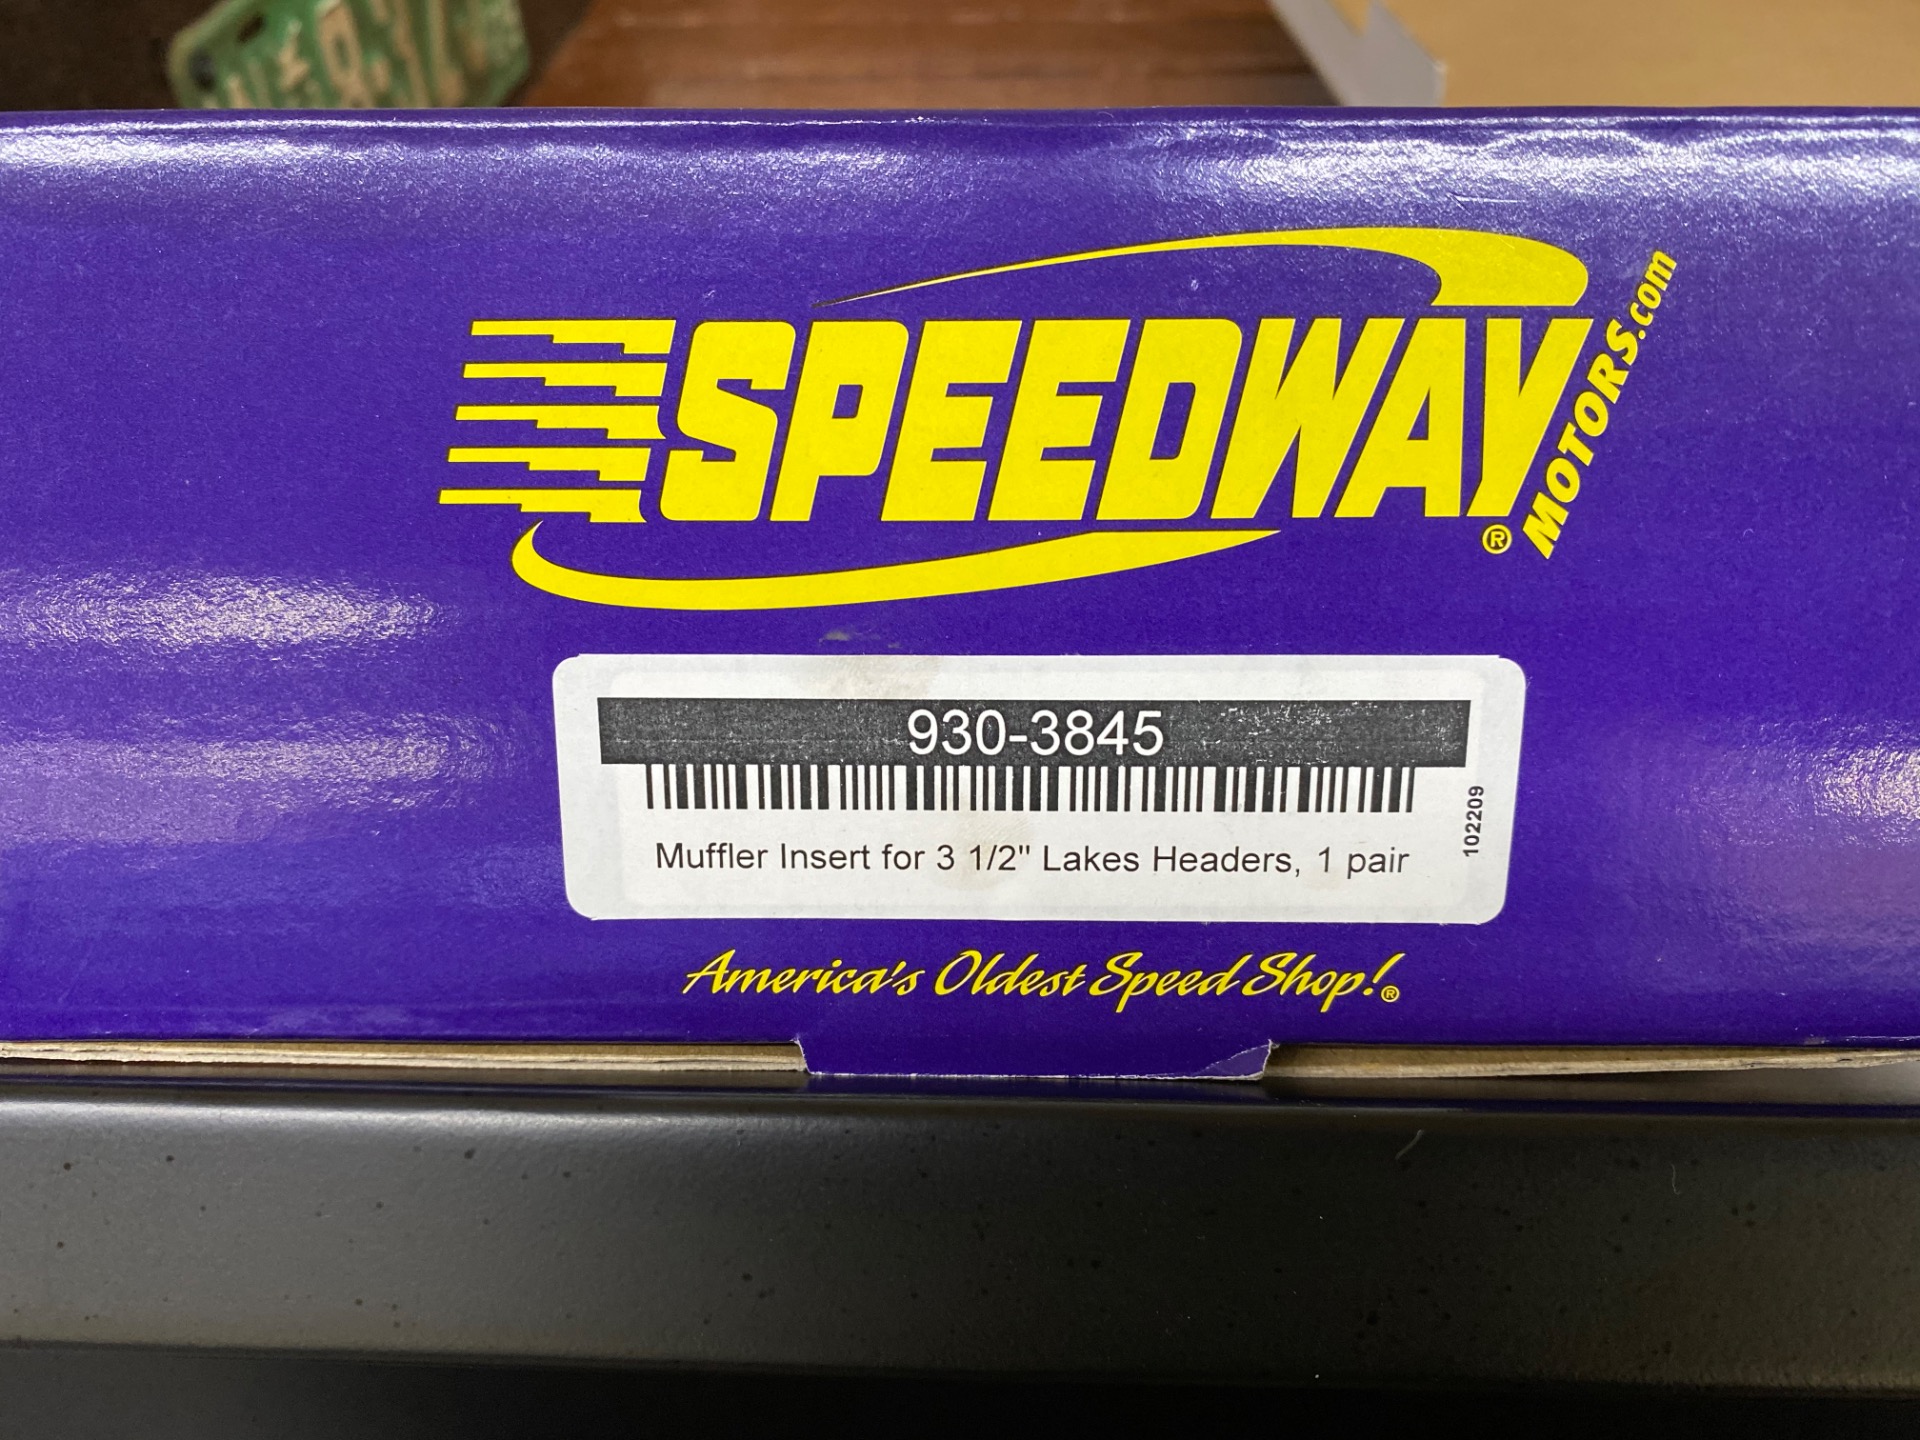 SPEEDWAY®
MOTORS.com
930-3845
102209
Muffler Insert for 3 1/2" Lakes Headers, 1 pair
America's Oldest Speed Shop!®